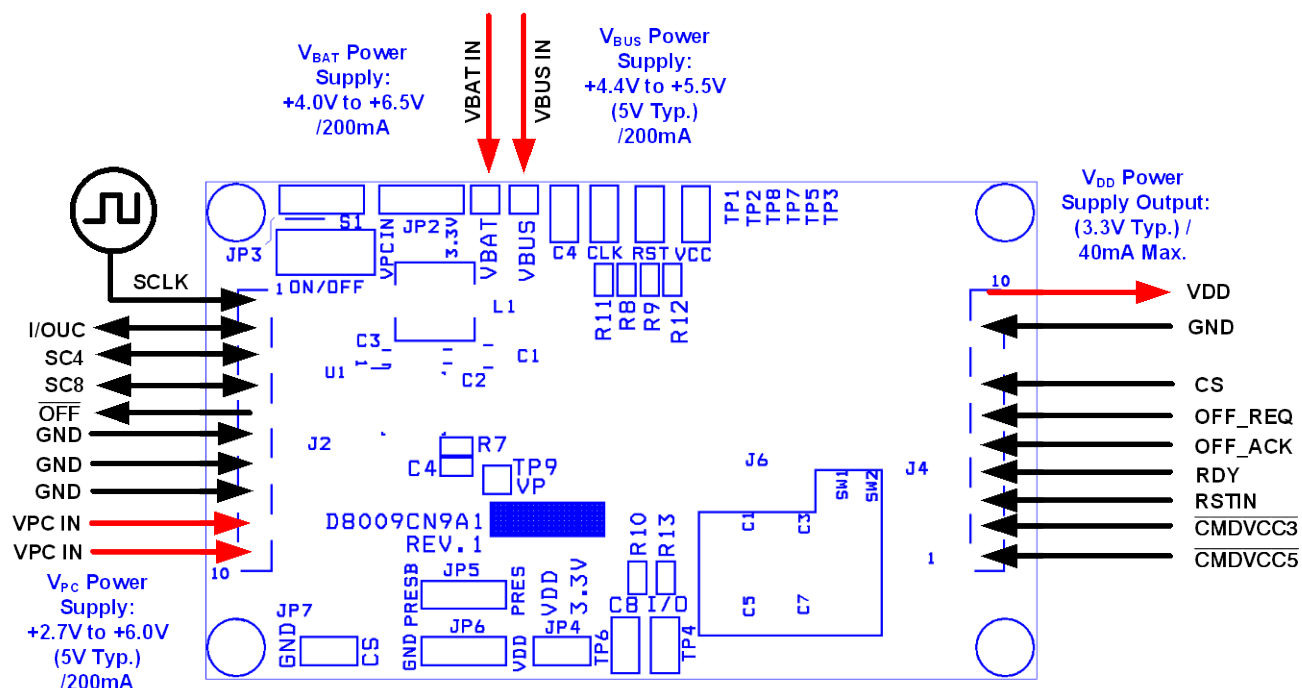 V_BAT Power
Supply:
+4.0V to +6.5V
/200mA
VBAT IN
VBUS IN
V_BUS Power
Supply:
+4.4V to +5.5V
(5V Typ.)
/200mA
V_DD Power
Supply Output:
(3.3V Typ.) /
40mA Max.
SCLK
I/OUC
SC4
SC8
OFF
GND
GND
GND
VPC IN
VPC IN
V_PC Power
Supply:
+2.7V to +6.0V
(5V Typ.)
/200mA
JP3
S1
ON/OFF
1
VPCIN
JP2
3.3V
VBAT
VBUS
C4
CLK
RST
VCC
TP1
TP2
TP8
TP7
TP5
TP3
R11
R8
R9
R12
L1
C3
C1
U1
C2
J2
R7
C4
TP9
VP
D8009CN9A1
REV.1
10
JP7
GND
CS
PRESB
JP5
PRES
GND
JP6
VDD
VDD
3.3V
JP4
R10
R13
C8
I/O
TP6
TP4
J6
SW1
SW2
C1
C3
C5
C7
J4
10
1
VDD
GND
CS
OFF_REQ
OFF_ACK
RDY
RSTIN
CMDVCC3
CMDVCC5